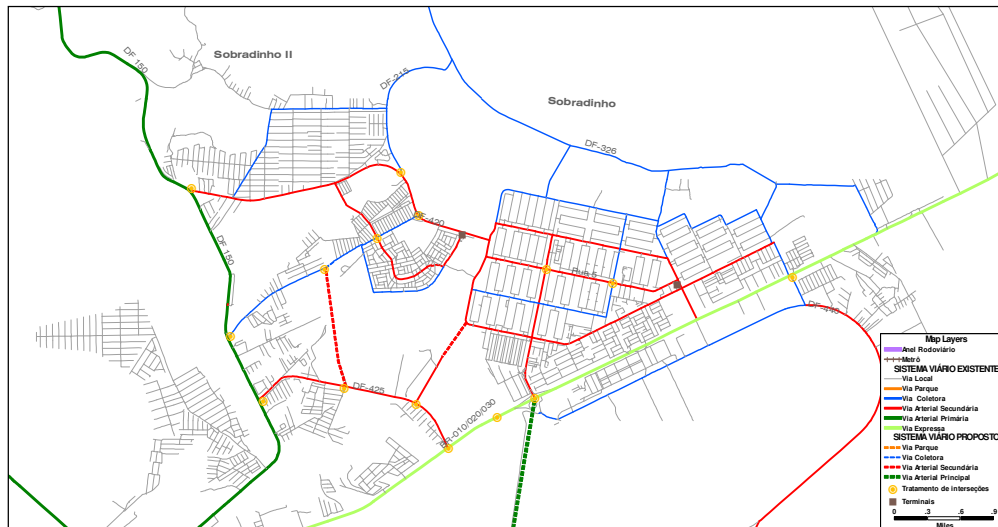 DF 150
Sobradinho II
DF-215
Sobradinho
DF-326
DF-420
DF 150
Rua 5
DF-440
DF-425
BR-010/020/030
Map Layers
Anel Rodoviário
Metrô
SISTEMA VIÁRIO EXISTENTE
Via Local
Via Parque
Via Coletora
Via Arterial Secundária
Via Arterial Primária
Via Expressa
SISTEMA VIÁRIO PROPOSTO
Via Parque
Via Coletora
Via Arterial Secundária
Via Arterial Principal
Tratamento de interseções
Terminais
0 .3 .6 .9
Miles